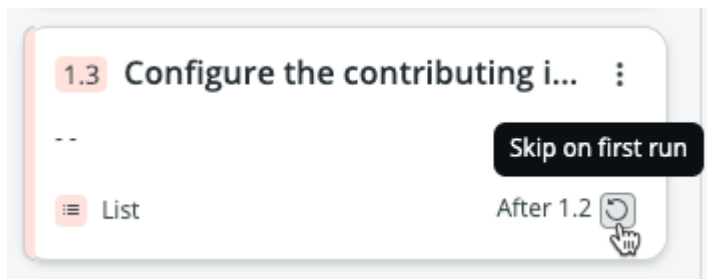 1.3 Configure the contributing i...
--
Skip on first run
List
After 1.2